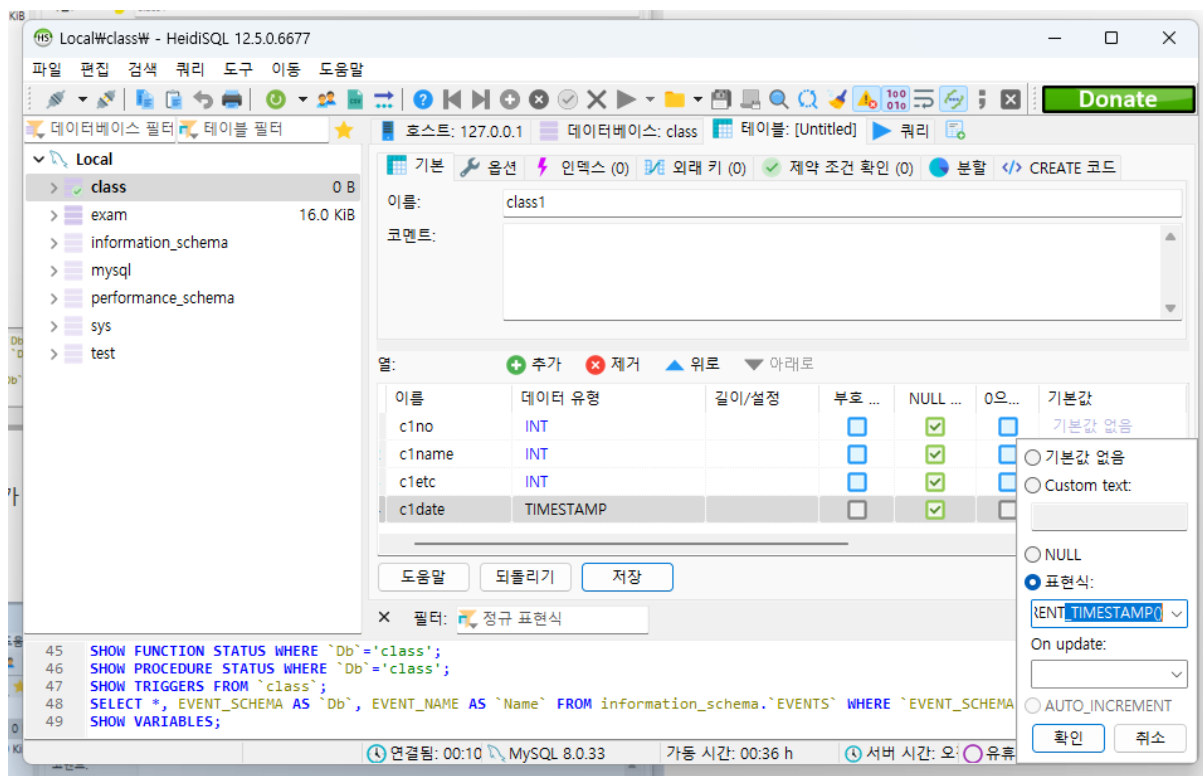 KiB
Local₩class₩ - HeidiSQL 12.5.0.6677
파일 편집 검색 쿼리 도구 이동 도움말
Donate
데이터베이스 필터 테이블 필터
호스트: 127.0.0.1 데이터베이스: class 테이블: [Untitled] 쿼리
Local
class 0 B
exam 16.0 KiB
information_schema
mysql
performance_schema
sys
test
기본 옵션 인덱스 (0) 외래 키 (0) 제약 조건 확인 (0) 분할 CREATE 코드
이름: class1
코멘트:
열: 추가 제거 위로 아래로
이름 데이터 유형 길이/설정 부호 ... NULL ... 0으... 기본값
c1no INT 기본값 없음
c1name INT
c1etc INT
c1date TIMESTAMP
기본값 없음
Custom text:
NULL
표현식:
RENT_TIMESTAMP()
On update:
AUTO_INCREMENT
확인 취소
도움말 되돌리기 저장
필터: 정규 표현식
45 SHOW FUNCTION STATUS WHERE `Db`='class';
46 SHOW PROCEDURE STATUS WHERE `Db`='class';
47 SHOW TRIGGERS FROM `class`;
48 SELECT *, EVENT_SCHEMA AS `Db`, EVENT_NAME AS `Name` FROM information_schema.`EVENTS` WHERE `EVENT_SCHEMA
49 SHOW VARIABLES;
연결됨: 00:10 MySQL 8.0.33 가동 시간: 00:36 h 서버 시간: 오 유휴